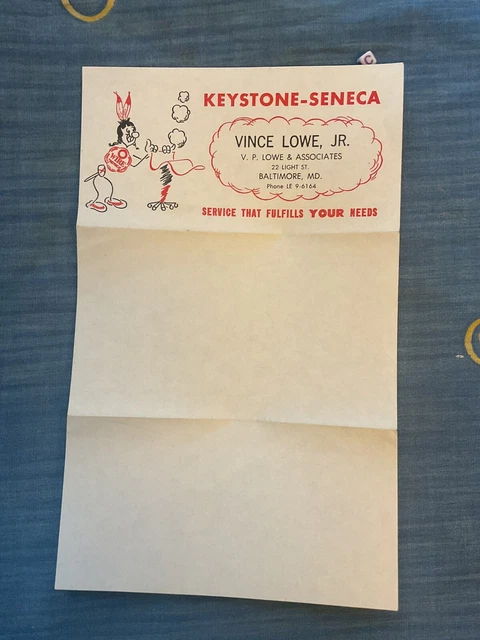 KEYSTONE-SENECA
VINCE LOWE, JR.
V. P. LOWE & ASSOCIATES
22 LIGHT ST.
BALTIMORE, MD.
Phone LE 9-6164
SERVICE THAT FULFILLS YOUR NEEDS
C